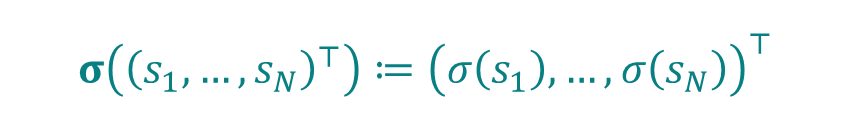 𝛔((s₁, …, s_N)^⊤) ≔ (σ(s₁), …, σ(s_N))^⊤